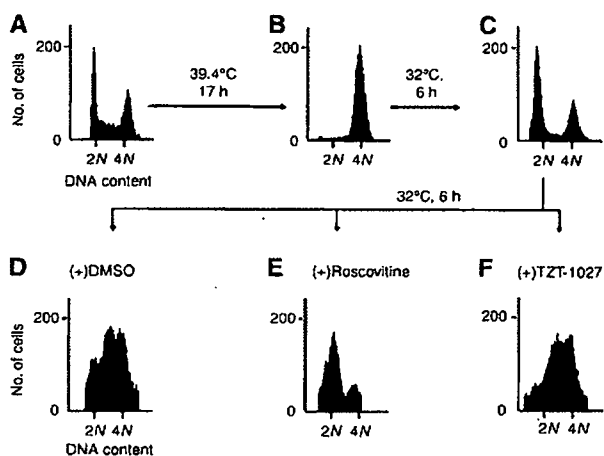 A
B
C
No. of cells
200
0
2N 4N
DNA content
39.4°C
17 h
200
0
2N 4N
32°C,
6 h
200
0
2N 4N
32°C, 6 h
D (+)DMSO
E (+)Roscovitine
F (+)TZT-1027
No. of cells
200
0
2N 4N
DNA content
200
0
2N 4N
200
0
2N 4N